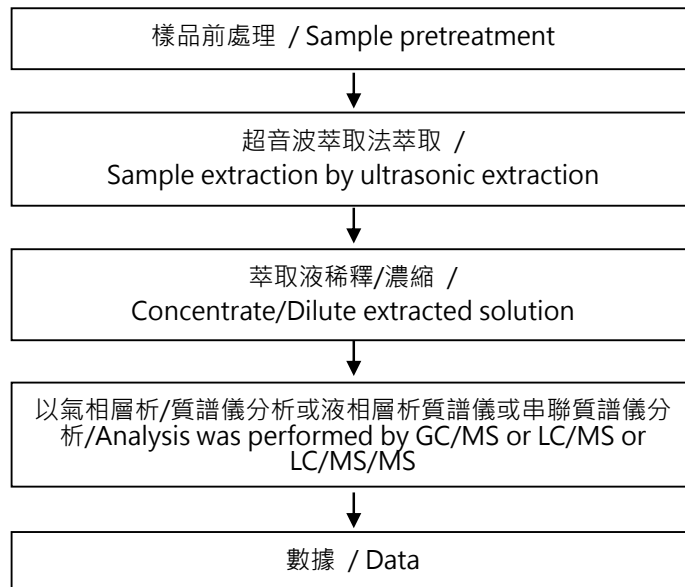 樣品前處理 / Sample pretreatment
超音波萃取法萃取 /
Sample extraction by ultrasonic extraction
萃取液稀釋/濃縮 /
Concentrate/Dilute extracted solution
以氣相層析/質譜儀分析或液相層析質譜儀或串聯質譜儀分
析/Analysis was performed by GC/MS or LC/MS or
LC/MS/MS
數據 / Data